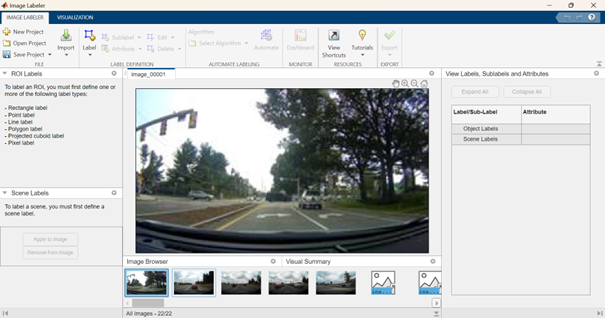 Image Labeler
IMAGE LABELER
VISUALIZATION
New Project
Open Project
Save Project
Import
Label
Sublabel
Attribute
Edit
Delete
Algorithm
Select Algorithm
Automate
Dashboard
View
Shortcuts
Tutorials
Export
FILE
LABEL DEFINITION
AUTOMATE LABELING
MONITOR
RESOURCES
EXPORT
ROI Labels
To label an ROI, you must first define one or
more of the following label types:
- Rectangle label
- Point label
- Line label
- Polygon label
- Projected cuboid label
- Pixel label
Scene Labels
To label a scene, you must first define a
scene label.
Apply to Image
Remove from Image
image_00001
Image Browser
Visual Summary
All Images - 22/22
View Labels, Sublabels and Attributes
Expand All
Collapse All
Label/Sub-Label
Attribute
Object Labels
Scene Labels